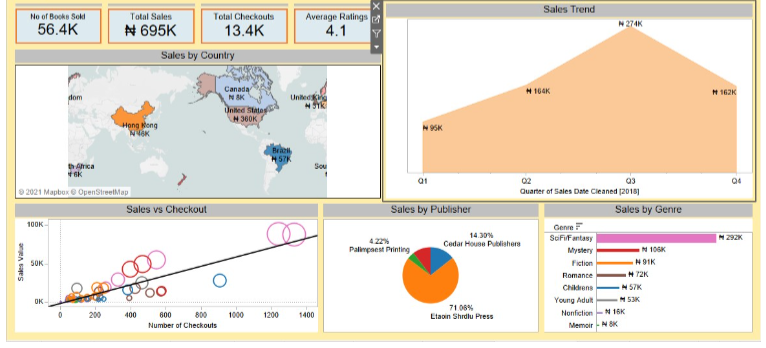 No of Books Sold
56.4K
Total Sales
₦ 695K
Total Checkouts
13.4K
Average Ratings
4.1
Sales by Country
Canada
₦ 8K
United States
₦ 360K
Hong Kong
₦ 46K
Brazil
₦ 57K
United King
₦ 31K
dom
th Africa
6K
Sou
© 2021 Mapbox © OpenStreetMap
Sales Trend
₦ 274K
₦ 164K
₦ 162K
₦ 95K
Q1 Q2 Q3 Q4
Quarter of Sales Date Cleaned [2018]
Sales vs Checkout
Sales Value
100K
50K
0K
0 200 400 600 800 1000 1200 1400
Number of Checkouts
Sales by Publisher
4.22%
Palimpsest Printing
14.30%
Cedar House Publishers
71.06%
Etaoin Shrdlu Press
Sales by Genre
Genre
SciFi/Fantasy ₦ 292K
Mystery ₦ 106K
Fiction ₦ 91K
Romance ₦ 72K
Childrens ₦ 57K
Young Adult ₦ 53K
Nonfiction ₦ 16K
Memoir ₦ 8K